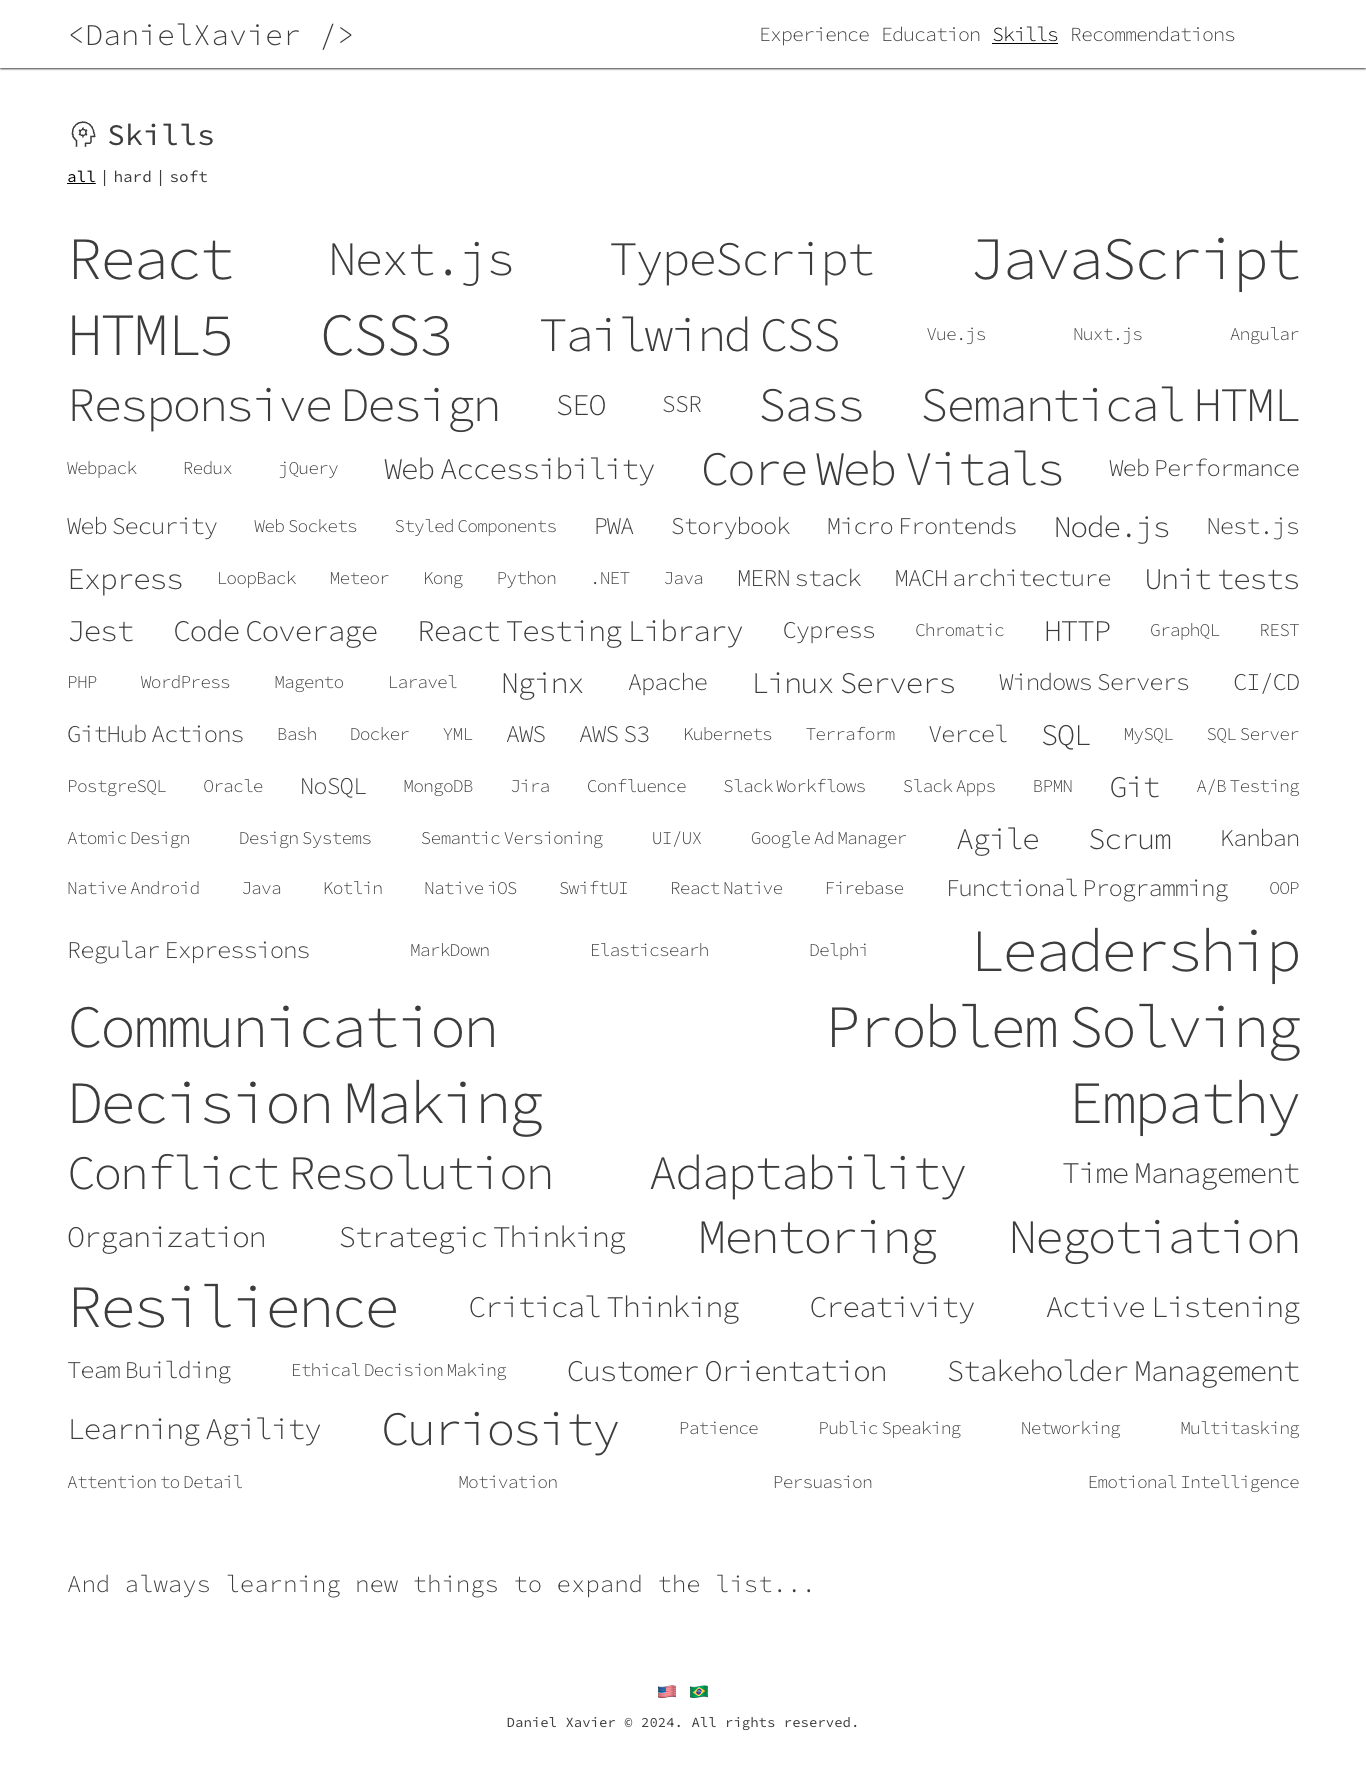 <DanielXavier />
Experience Education Skills Recommendations
Skills
all | hard | soft
React Next.js TypeScript JavaScript
HTML5 CSS3 Tailwind CSS Vue.js Nuxt.js Angular
Responsive Design SEO SSR Sass Semantical HTML
Webpack Redux jQuery Web Accessibility Core Web Vitals Web Performance
Web Security Web Sockets Styled Components PWA Storybook Micro Frontends Node.js Nest.js
Express LoopBack Meteor Kong Python .NET Java MERN stack MACH architecture Unit tests
Jest Code Coverage React Testing Library Cypress Chromatic HTTP GraphQL REST
PHP WordPress Magento Laravel Nginx Apache Linux Servers Windows Servers CI/CD
GitHub Actions Bash Docker YML AWS AWS S3 Kubernetes Terraform Vercel SQL MySQL SQL Server
PostgreSQL Oracle NoSQL MongoDB Jira Confluence Slack Workflows Slack Apps BPMN Git A/B Testing
Atomic Design Design Systems Semantic Versioning UI/UX Google Ad Manager Agile Scrum Kanban
Native Android Java Kotlin Native iOS SwiftUI React Native Firebase Functional Programming OOP
Regular Expressions MarkDown Elasticsearh Delphi Leadership
Communication Problem Solving
Decision Making Empathy
Conflict Resolution Adaptability Time Management
Organization Strategic Thinking Mentoring Negotiation
Resilience Critical Thinking Creativity Active Listening
Team Building Ethical Decision Making Customer Orientation Stakeholder Management
Learning Agility Curiosity Patience Public Speaking Networking Multitasking
Attention to Detail Motivation Persuasion Emotional Intelligence
And always learning new things to expand the list...
Daniel Xavier © 2024. All rights reserved.